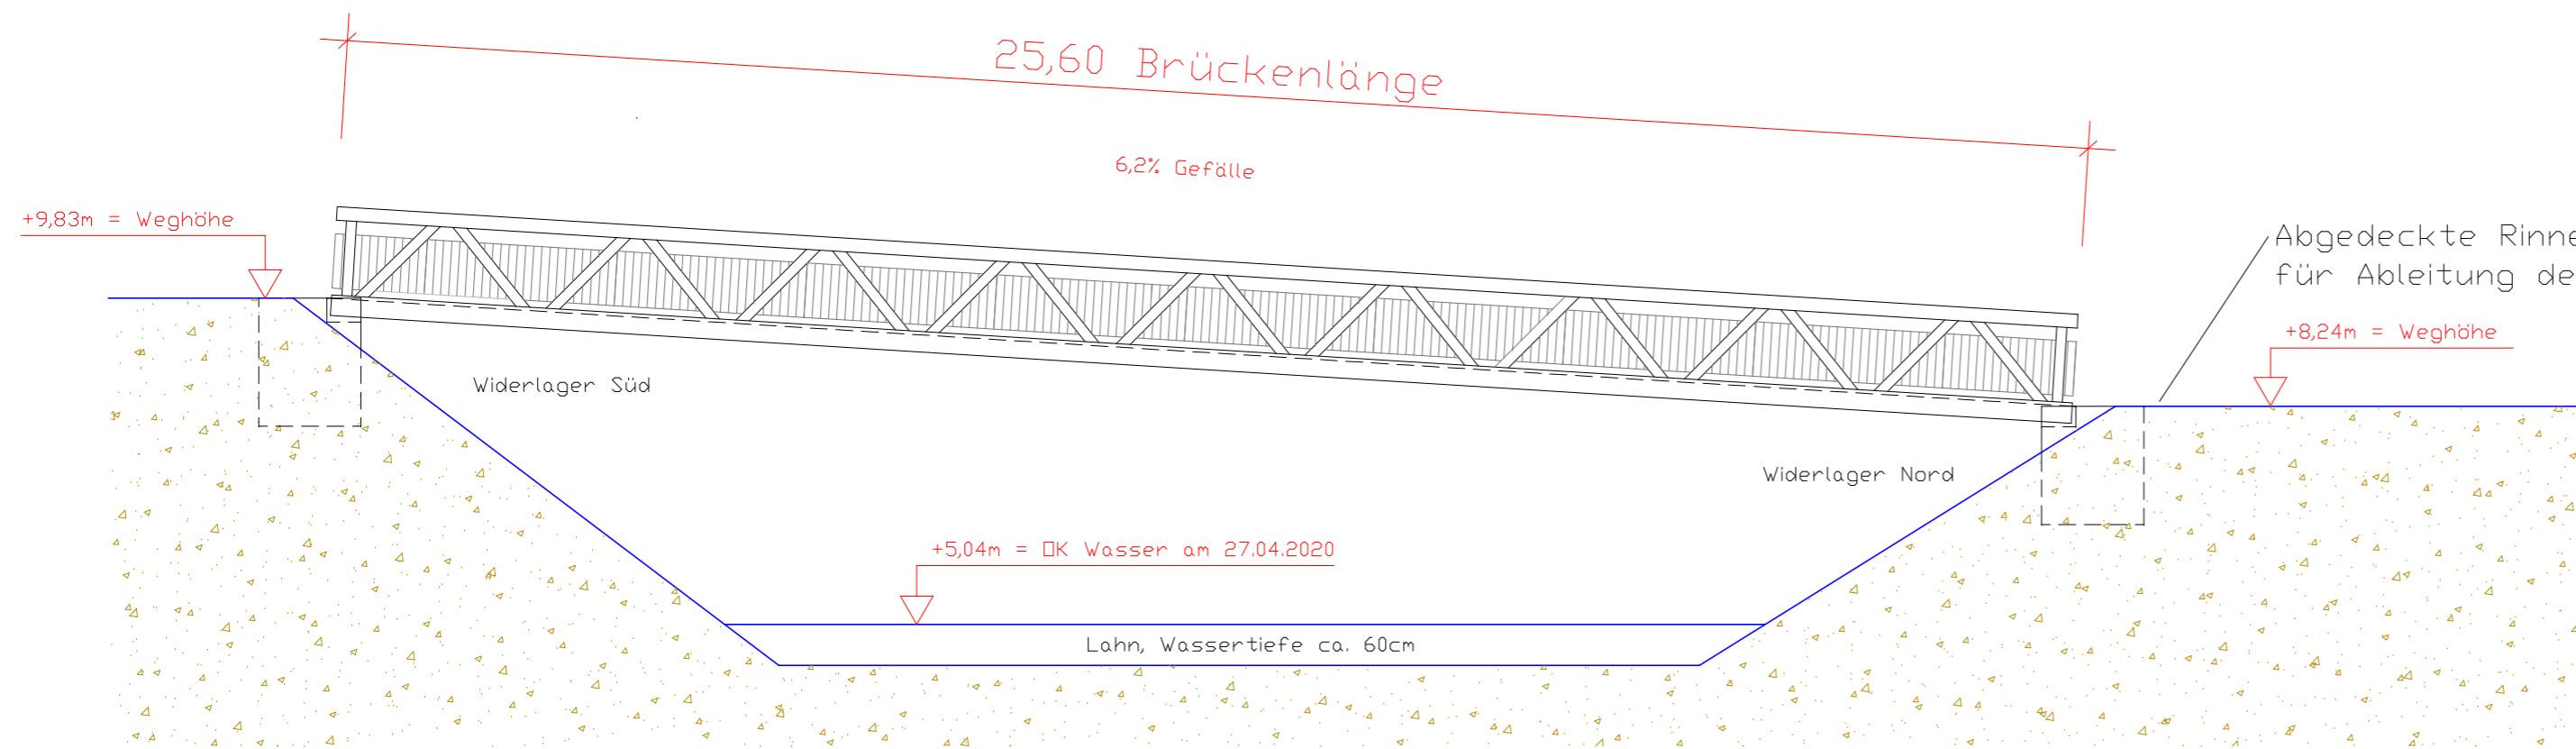 25,60 Brückenlänge
6,2% Gefälle
+9,83m = Weghöhe
Abgedeckte Rinne
für Ableitung de
+8,24m = Weghöhe
Widerlager Süd
Widerlager Nord
+5,04m = OK Wasser am 27.04.2020
Lahn, Wassertiefe ca. 60cm